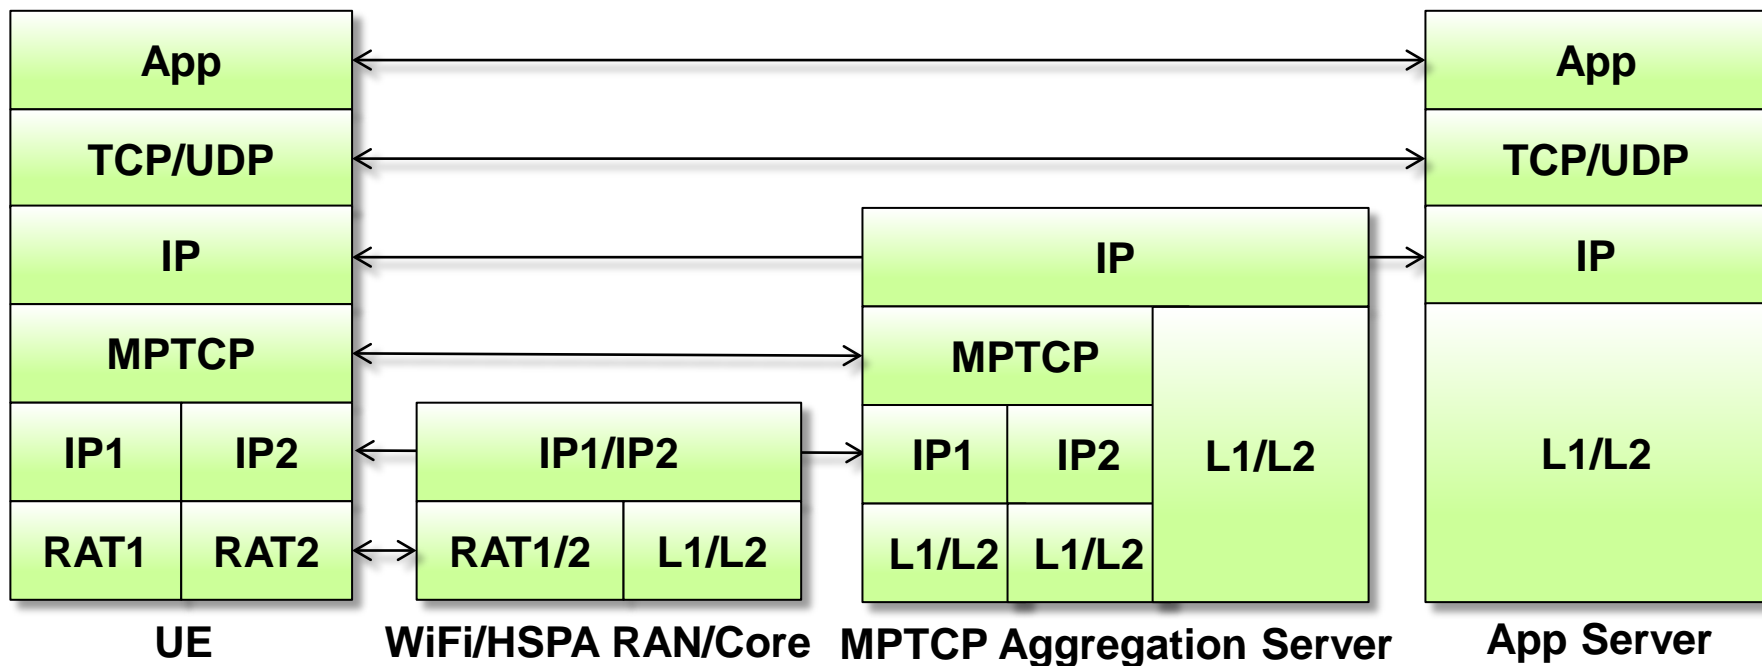 App
App
TCP/UDP
TCP/UDP
IP
IP
IP
MPTCP
MPTCP
IP1
IP2
IP1/IP2
IP1
IP2
L1/L2
L1/L2
RAT1
RAT2
RAT1/2
L1/L2
L1/L2
L1/L2
UE
WiFi/HSPA RAN/Core
MPTCP Aggregation Server
App Server